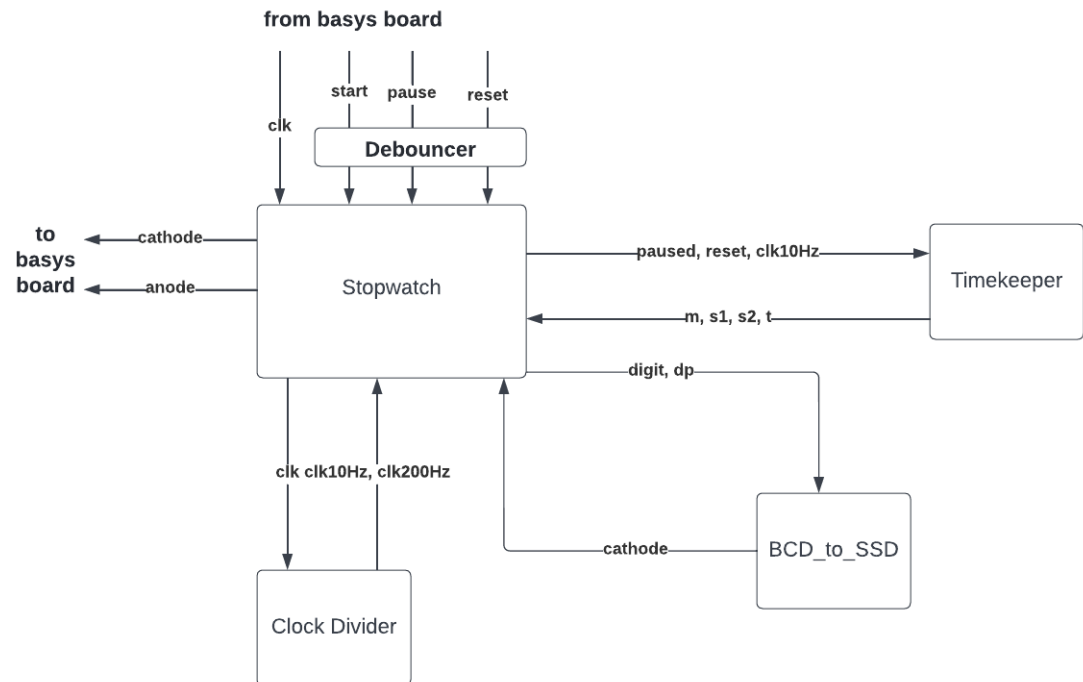 from basys board
start
pause
reset
clk
Debouncer
to
basys
board
cathode
anode
Stopwatch
paused, reset, clk10Hz
Timekeeper
m, s1, s2, t
digit, dp
clk clk10Hz, clk200Hz
cathode
BCD_to_SSD
Clock Divider